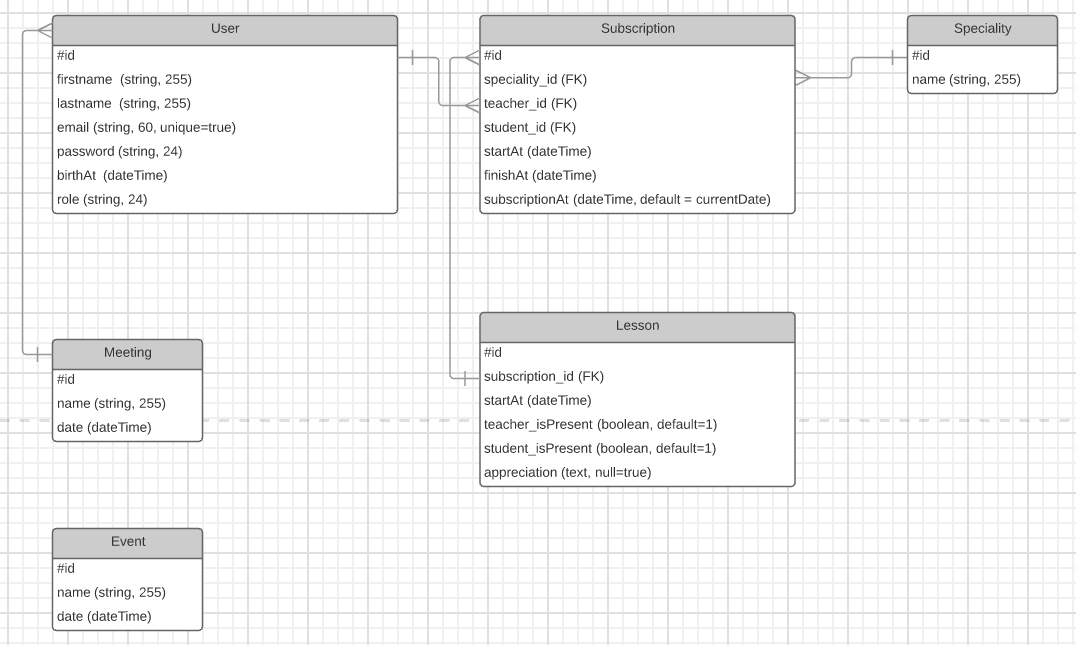 User
#id
firstname  (string, 255)
lastname  (string, 255)
email (string, 60, unique=true)
password (string, 24)
birthAt  (dateTime)
role (string, 24)
Subscription
#id
speciality_id (FK)
teacher_id (FK)
student_id (FK)
startAt (dateTime)
finishAt (dateTime)
subscriptionAt (dateTime, default = currentDate)
Speciality
#id
name (string, 255)
Meeting
#id
name (string, 255)
date (dateTime)
Lesson
#id
subscription_id (FK)
startAt (dateTime)
teacher_isPresent (boolean, default=1)
student_isPresent (boolean, default=1)
appreciation (text, null=true)
Event
#id
name (string, 255)
date (dateTime)